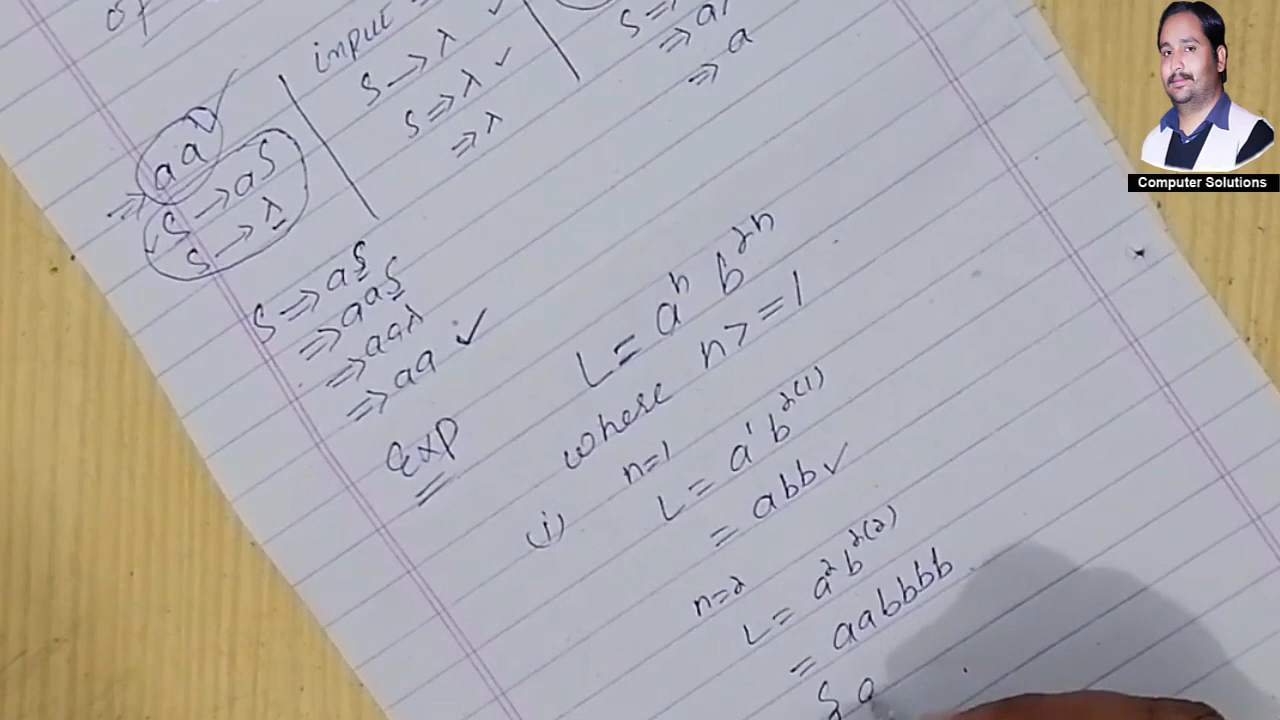 of
⇒ aa ✓
S → aS
S → λ
S ⇒ aS
⇒ aaS
⇒ aaλ
⇒ aa ✓
input =
S → λ
S ⇒ λ ✓
⇒ λ
⇒ a
Exp
L = aⁿ b²ⁿ
where n >= 1
(i) n=1
L = a¹ b²⁽¹⁾
= abb ✓
n=2
L = a² b²⁽²⁾
= aabbbb
{ a
Computer Solutions